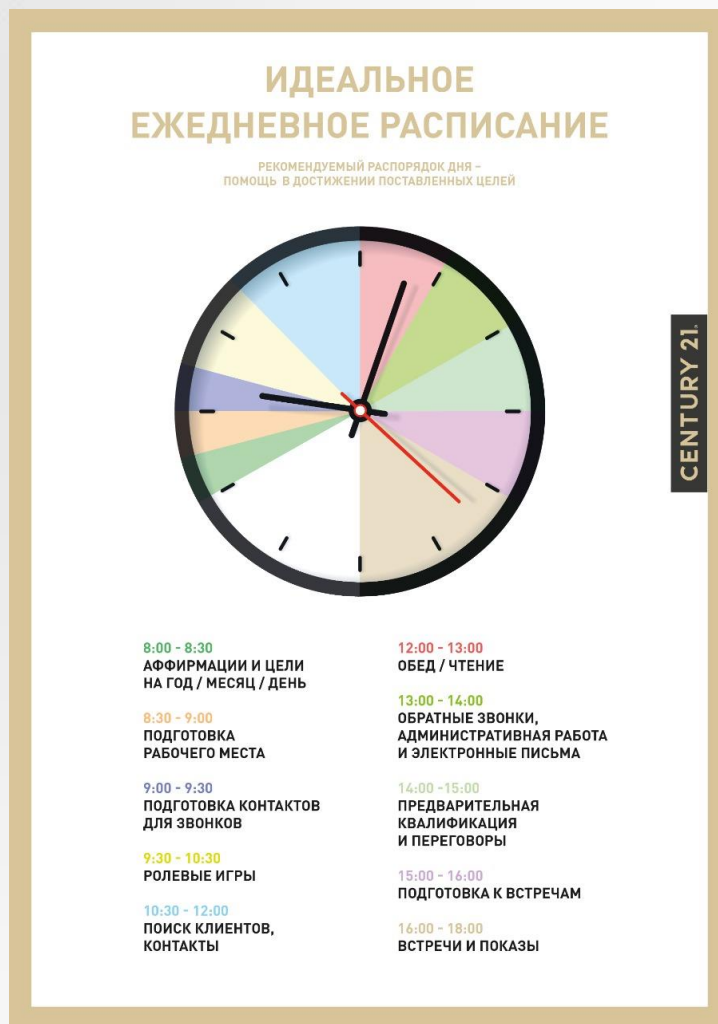 ИДЕАЛЬНОЕ
ЕЖЕДНЕВНОЕ РАСПИСАНИЕ
РЕКОМЕНДУЕМЫЙ РАСПОРЯДОК ДНЯ –
ПОМОЩЬ В ДОСТИЖЕНИИ ПОСТАВЛЕННЫХ ЦЕЛЕЙ
CENTURY 21®
8:00 - 8:30
АФФИРМАЦИИ И ЦЕЛИ
НА ГОД / МЕСЯЦ / ДЕНЬ
8:30 - 9:00
ПОДГОТОВКА
РАБОЧЕГО МЕСТА
9:00 - 9:30
ПОДГОТОВКА КОНТАКТОВ
ДЛЯ ЗВОНКОВ
9:30 - 10:30
РОЛЕВЫЕ ИГРЫ
10:30 - 12:00
ПОИСК КЛИЕНТОВ,
КОНТАКТЫ
12:00 - 13:00
ОБЕД / ЧТЕНИЕ
13:00 - 14:00
ОБРАТНЫЕ ЗВОНКИ,
АДМИНИСТРАТИВНАЯ РАБОТА
И ЭЛЕКТРОННЫЕ ПИСЬМА
14:00 -15:00
ПРЕДВАРИТЕЛЬНАЯ
КВАЛИФИКАЦИЯ
И ПЕРЕГОВОРЫ
15:00 - 16:00
ПОДГОТОВКА К ВСТРЕЧАМ
16:00 - 18:00
ВСТРЕЧИ И ПОКАЗЫ